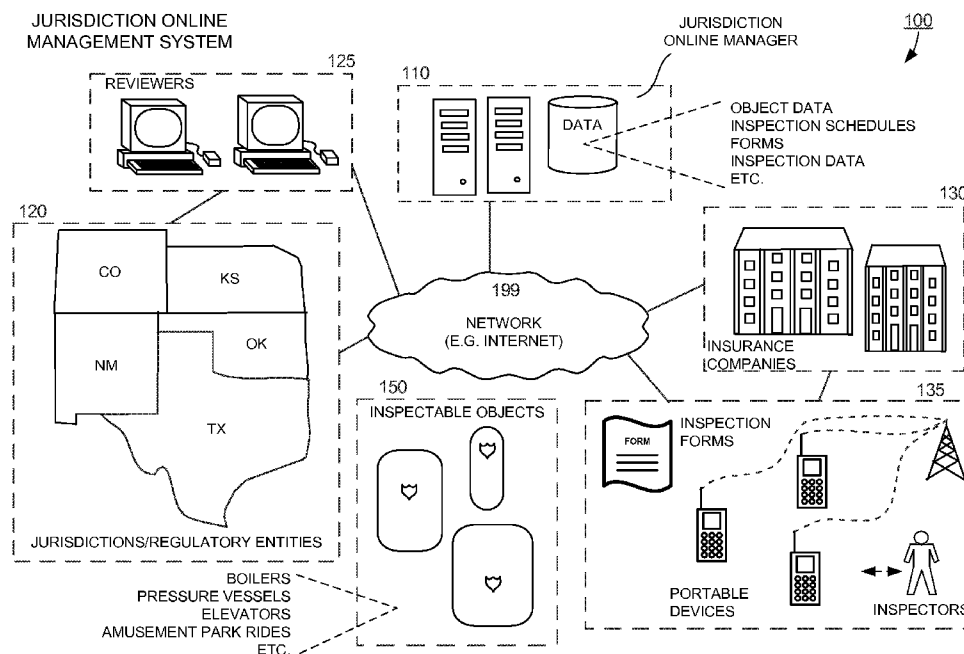 JURISDICTION ONLINE
MANAGEMENT SYSTEM
JURISDICTION
ONLINE MANAGER
100
125
REVIEWERS
110
DATA
OBJECT DATA
INSPECTION SCHEDULES
FORMS
INSPECTION DATA
ETC.
120
CO
KS
NM
OK
TX
JURISDICTIONS/REGULATORY ENTITIES
199
NETWORK
(E.G. INTERNET)
130
INSURANCE
COMPANIES
150
INSPECTABLE OBJECTS
BOILERS
PRESSURE VESSELS
ELEVATORS
AMUSEMENT PARK RIDES
ETC.
135
FORM
INSPECTION
FORMS
PORTABLE
DEVICES
INSPECTORS